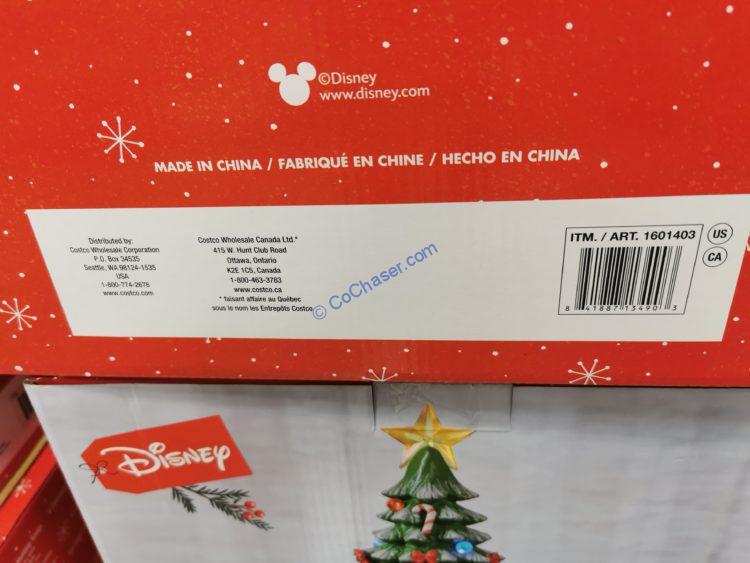 ©Disney
www.disney.com
MADE IN CHINA / FABRIQUÉ EN CHINE / HECHO EN CHINA
Distributed by:
Costco Wholesale Corporation
P.O. Box 34535
Seattle, WA 98124-1535
USA
1-800-774-2678
www.costco.com
Costco Wholesale Canada Ltd.*
415 W. Hunt Club Road
Ottawa, Ontario
K2E 1C5, Canada
1-800-463-3783
www.costco.ca
* faisant affaire au Québec
sous le nom les Entrepôts Costco
© CoChaser.com
ITM. / ART. 1601403
8 41887 13490 3
US
CA
DISNEY